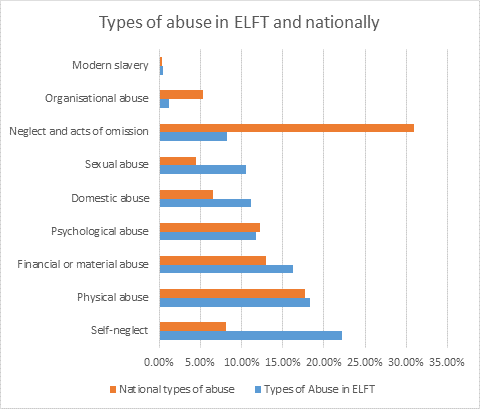 Types of abuse in ELFT and nationally
Modern slavery
Organisational abuse
Neglect and acts of omission
Sexual abuse
Domestic abuse
Psychological abuse
Financial or material abuse
Physical abuse
Self-neglect
0.00% 5.00% 10.00% 15.00% 20.00% 25.00% 30.00% 35.00%
National types of abuse Types of Abuse in ELFT